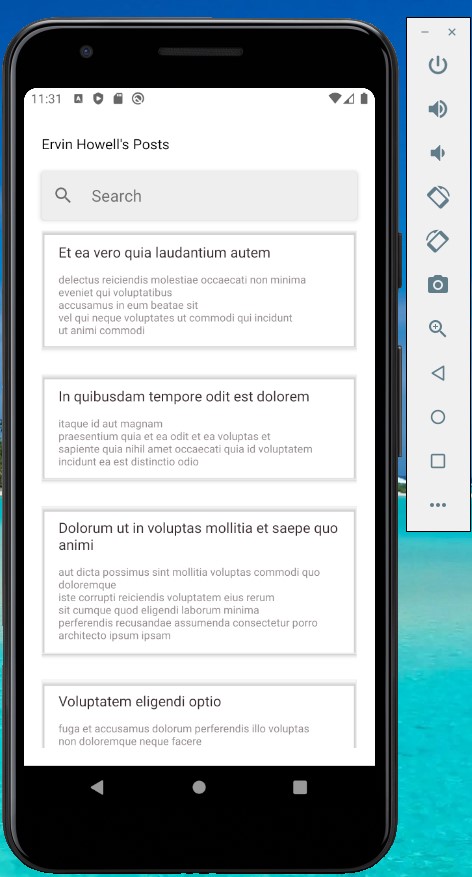 11:31
Ervin Howell's Posts
Search
Et ea vero quia laudantium autem
delectus reiciendis molestiae occaecati non minima
eveniet qui voluptatibus
accusamus in eum beatae sit
vel qui neque voluptates ut commodi qui incidunt
ut animi commodi
In quibusdam tempore odit est dolorem
itaque id aut magnam
praesentium quia et ea odit et ea voluptas et
sapiente quia nihil amet occaecati quia id voluptatem
incidunt ea est distinctio odio
Dolorum ut in voluptas mollitia et saepe quo
animi
aut dicta possimus sint mollitia voluptas commodi quo
doloremque
iste corrupti reiciendis voluptatem eius rerum
sit cumque quod eligendi laborum minima
perferendis recusandae assumenda consectetur porro
architecto ipsum ipsam
Voluptatem eligendi optio
fuga et accusamus dolorum perferendis illo voluptas
non doloremque neque facere